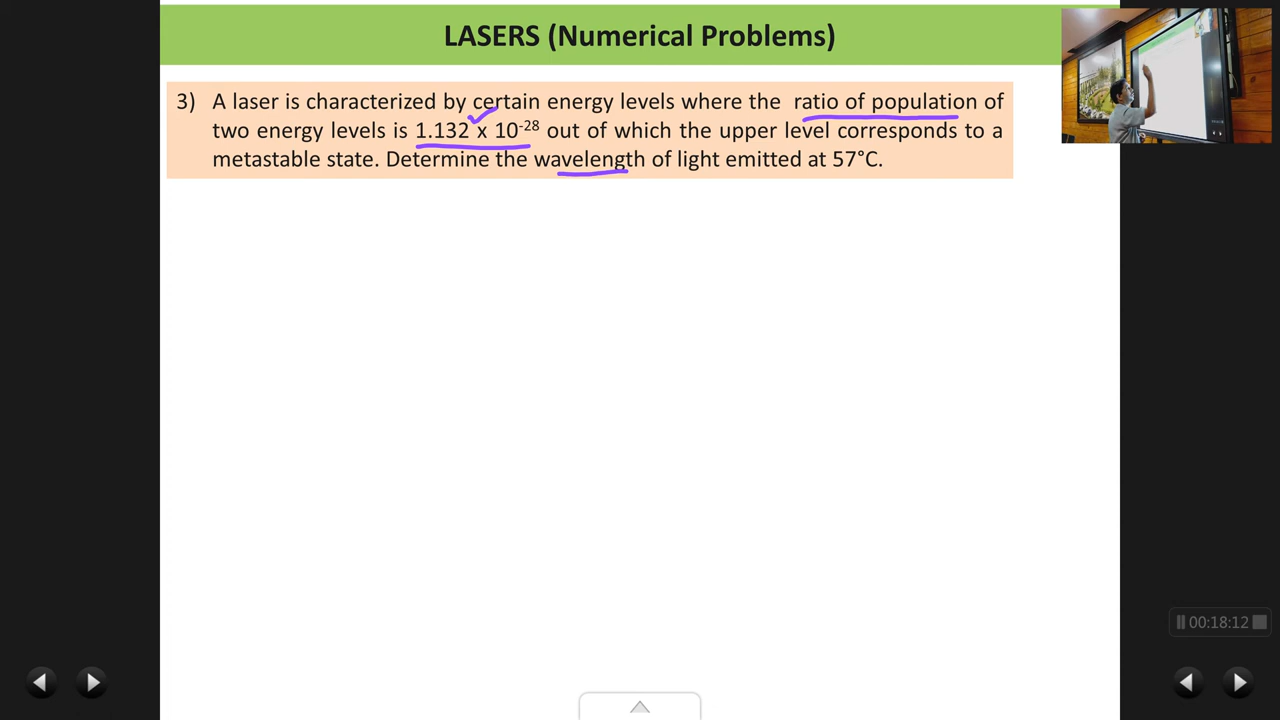 LASERS (Numerical Problems)
3) A laser is characterized by certain energy levels where the ratio of population of
two energy levels is 1.132 x 10⁻²⁸ out of which the upper level corresponds to a
metastable state. Determine the wavelength of light emitted at 57°C.
00:18:12